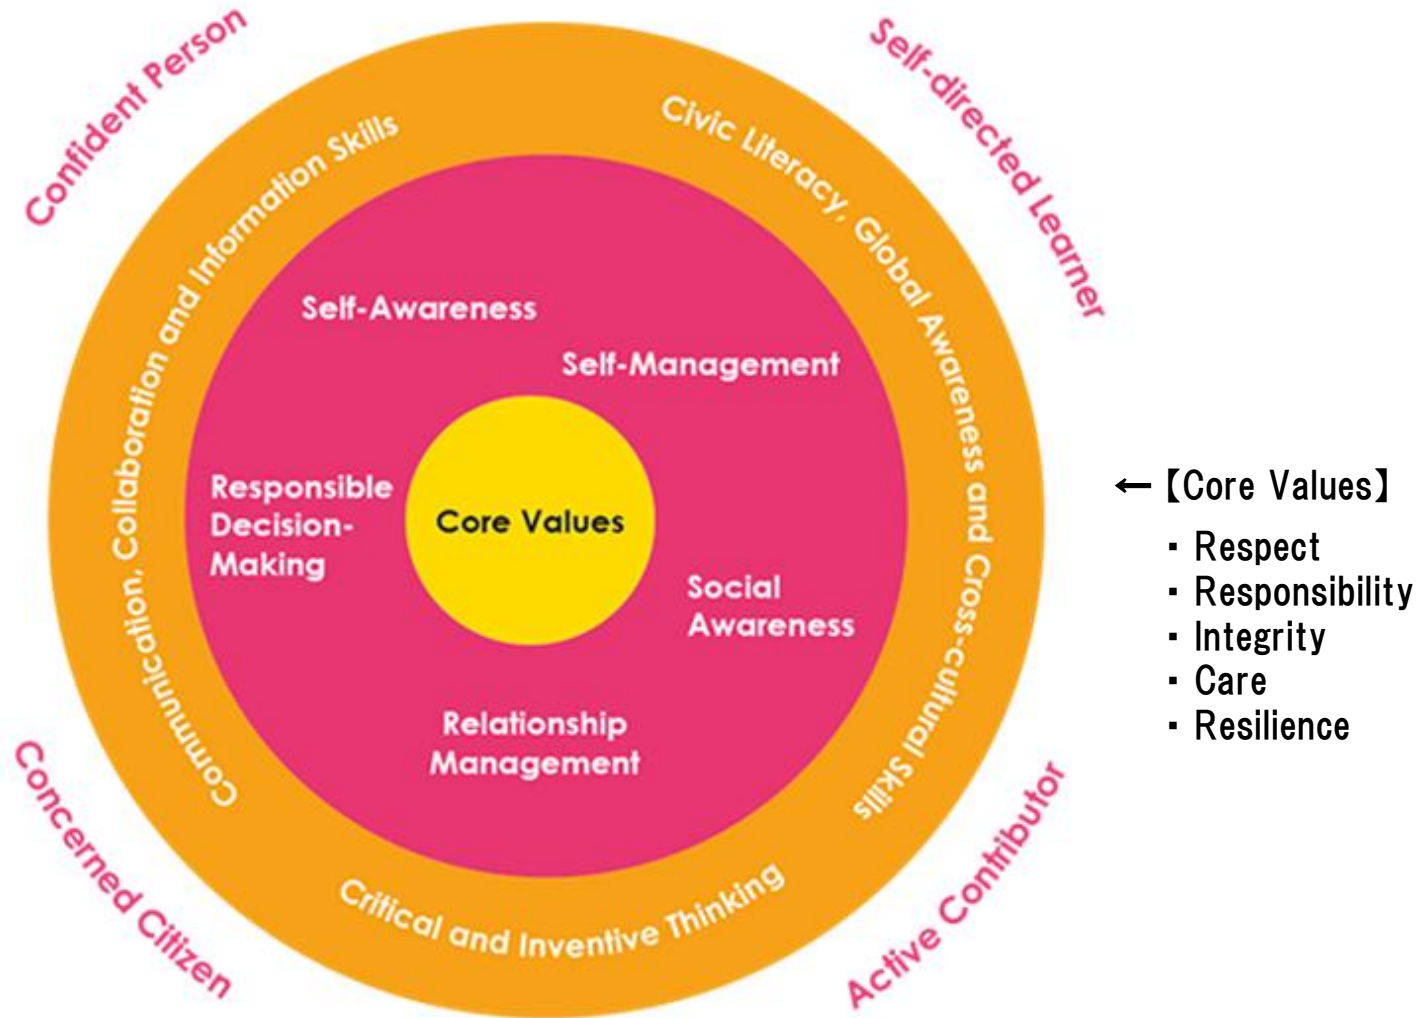 Confident Person
Self-directed Learner
Communication, Collaboration and Information Skills
Civic Literacy, Global Awareness and Cross-cultural Skills
Critical and Inventive Thinking
Self-Awareness
Self-Management
Responsible
Decision-
Making
Core Values
Social
Awareness
Relationship
Management
Concerned Citizen
Active Contributor
←【Core Values】
・Respect
・Responsibility
・Integrity
・Care
・Resilience